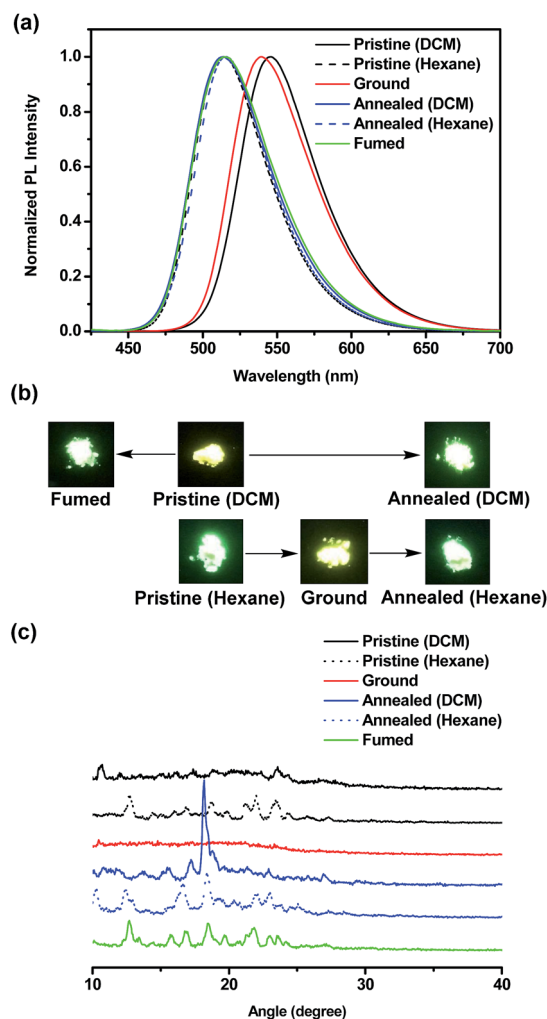 (a)
Normalized PL Intensity
1.0
0.8
0.6
0.4
0.2
0.0
Pristine (DCM)
Pristine (Hexane)
Ground
Annealed (DCM)
Annealed (Hexane)
Fumed
450 500 550 600 650 700
Wavelength (nm)
(b)
Fumed Pristine (DCM) Annealed (DCM)
Pristine (Hexane) Ground Annealed (Hexane)
(c)
Pristine (DCM)
Pristine (Hexane)
Ground
Annealed (DCM)
Annealed (Hexane)
Fumed
10 20 30 40
Angle (degree)